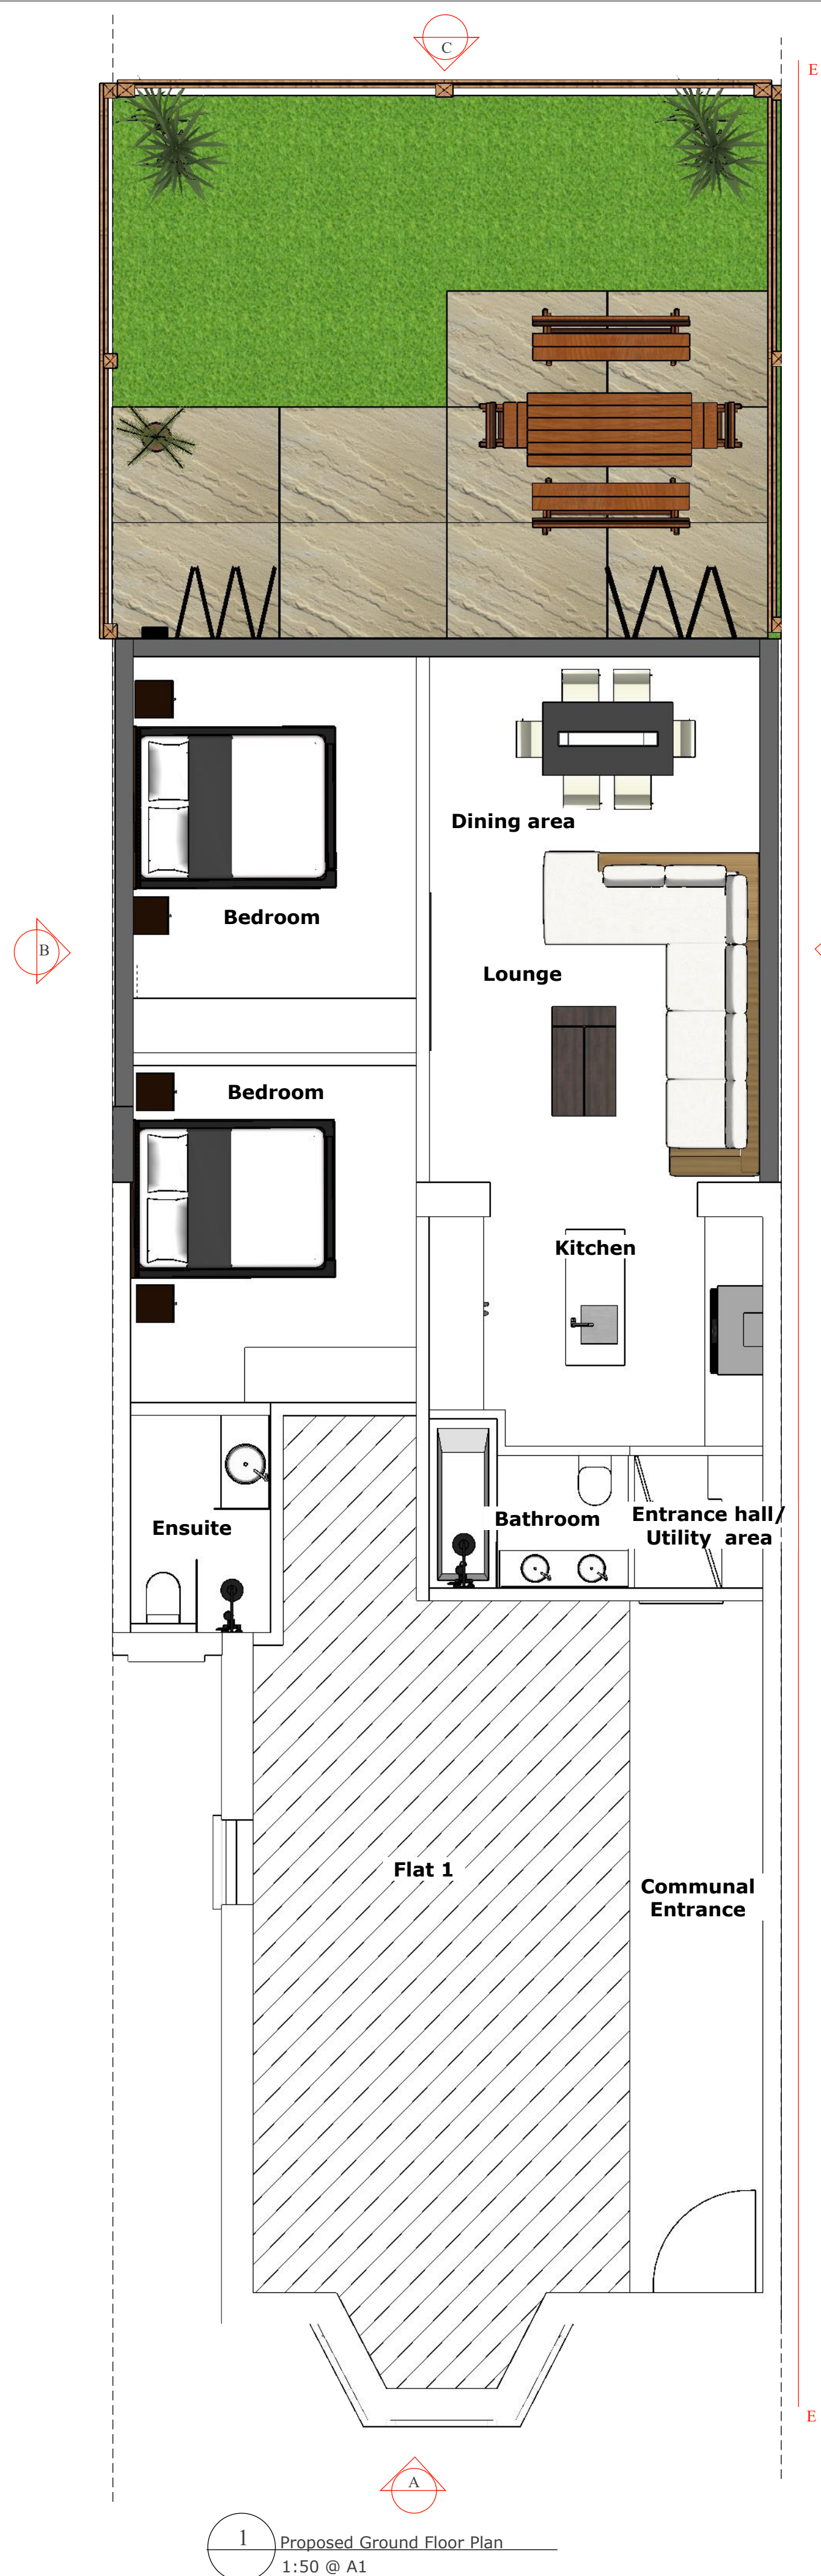 C
E
Dining area
Bedroom
B
Lounge
Bedroom
Kitchen
Ensuite
Bathroom
Entrance hall/
Utility area
Flat 1
Communal
Entrance
E
A
1
Proposed Ground Floor Plan
1:50 @ A1